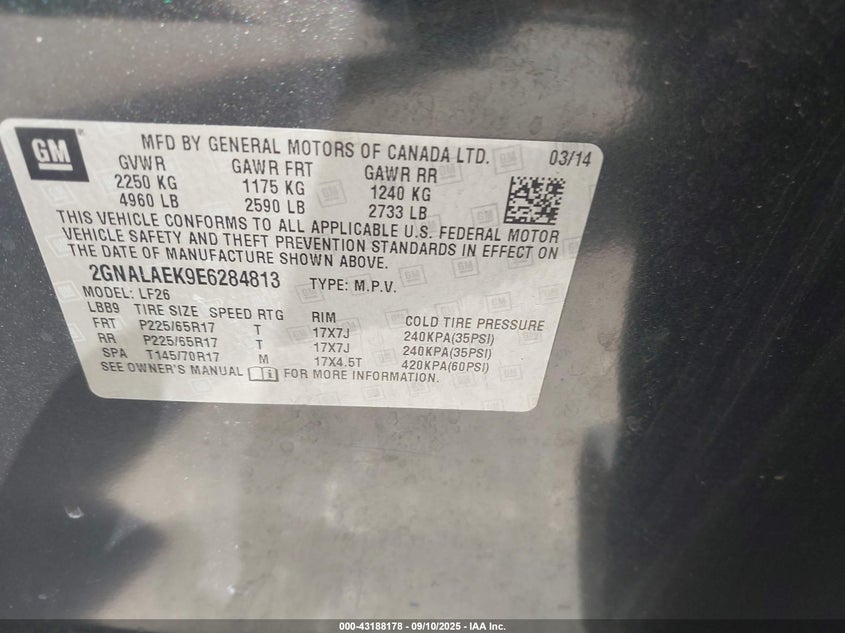 GM
MFD BY GENERAL MOTORS OF CANADA LTD. 03/14
GVWR GAWR FRT GAWR RR
2250 KG 1175 KG 1240 KG
4960 LB 2590 LB 2733 LB
THIS VEHICLE CONFORMS TO ALL APPLICABLE U.S. FEDERAL MOTOR
VEHICLE SAFETY AND THEFT PREVENTION STANDARDS IN EFFECT ON
THE DATE OF MANUFACTURE SHOWN ABOVE.
2GNALAEK9E6284813 TYPE: M.P.V.
MODEL: LF26
LBB9 TIRE SIZE SPEED RTG RIM COLD TIRE PRESSURE
FRT P225/65R17 T 17X7J 240KPA(35PSI)
RR P225/65R17 T 17X7J 240KPA(35PSI)
SPA T145/70R17 M 17X4.5T 420KPA(60PSI)
SEE OWNER'S MANUAL FOR MORE INFORMATION.
000-43188178 - 09/10/2025 - IAA Inc.